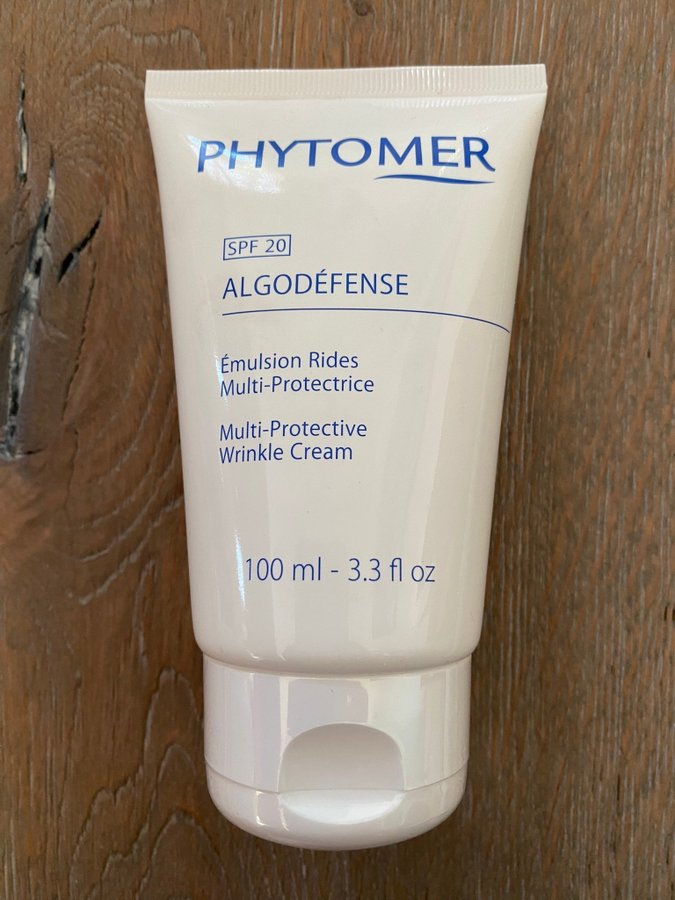 PHYTOMER
SPF 20
ALGODÉFENSE
Émulsion Rides
Multi-Protectrice
Multi-Protective
Wrinkle Cream
100 ml - 3.3 fl oz